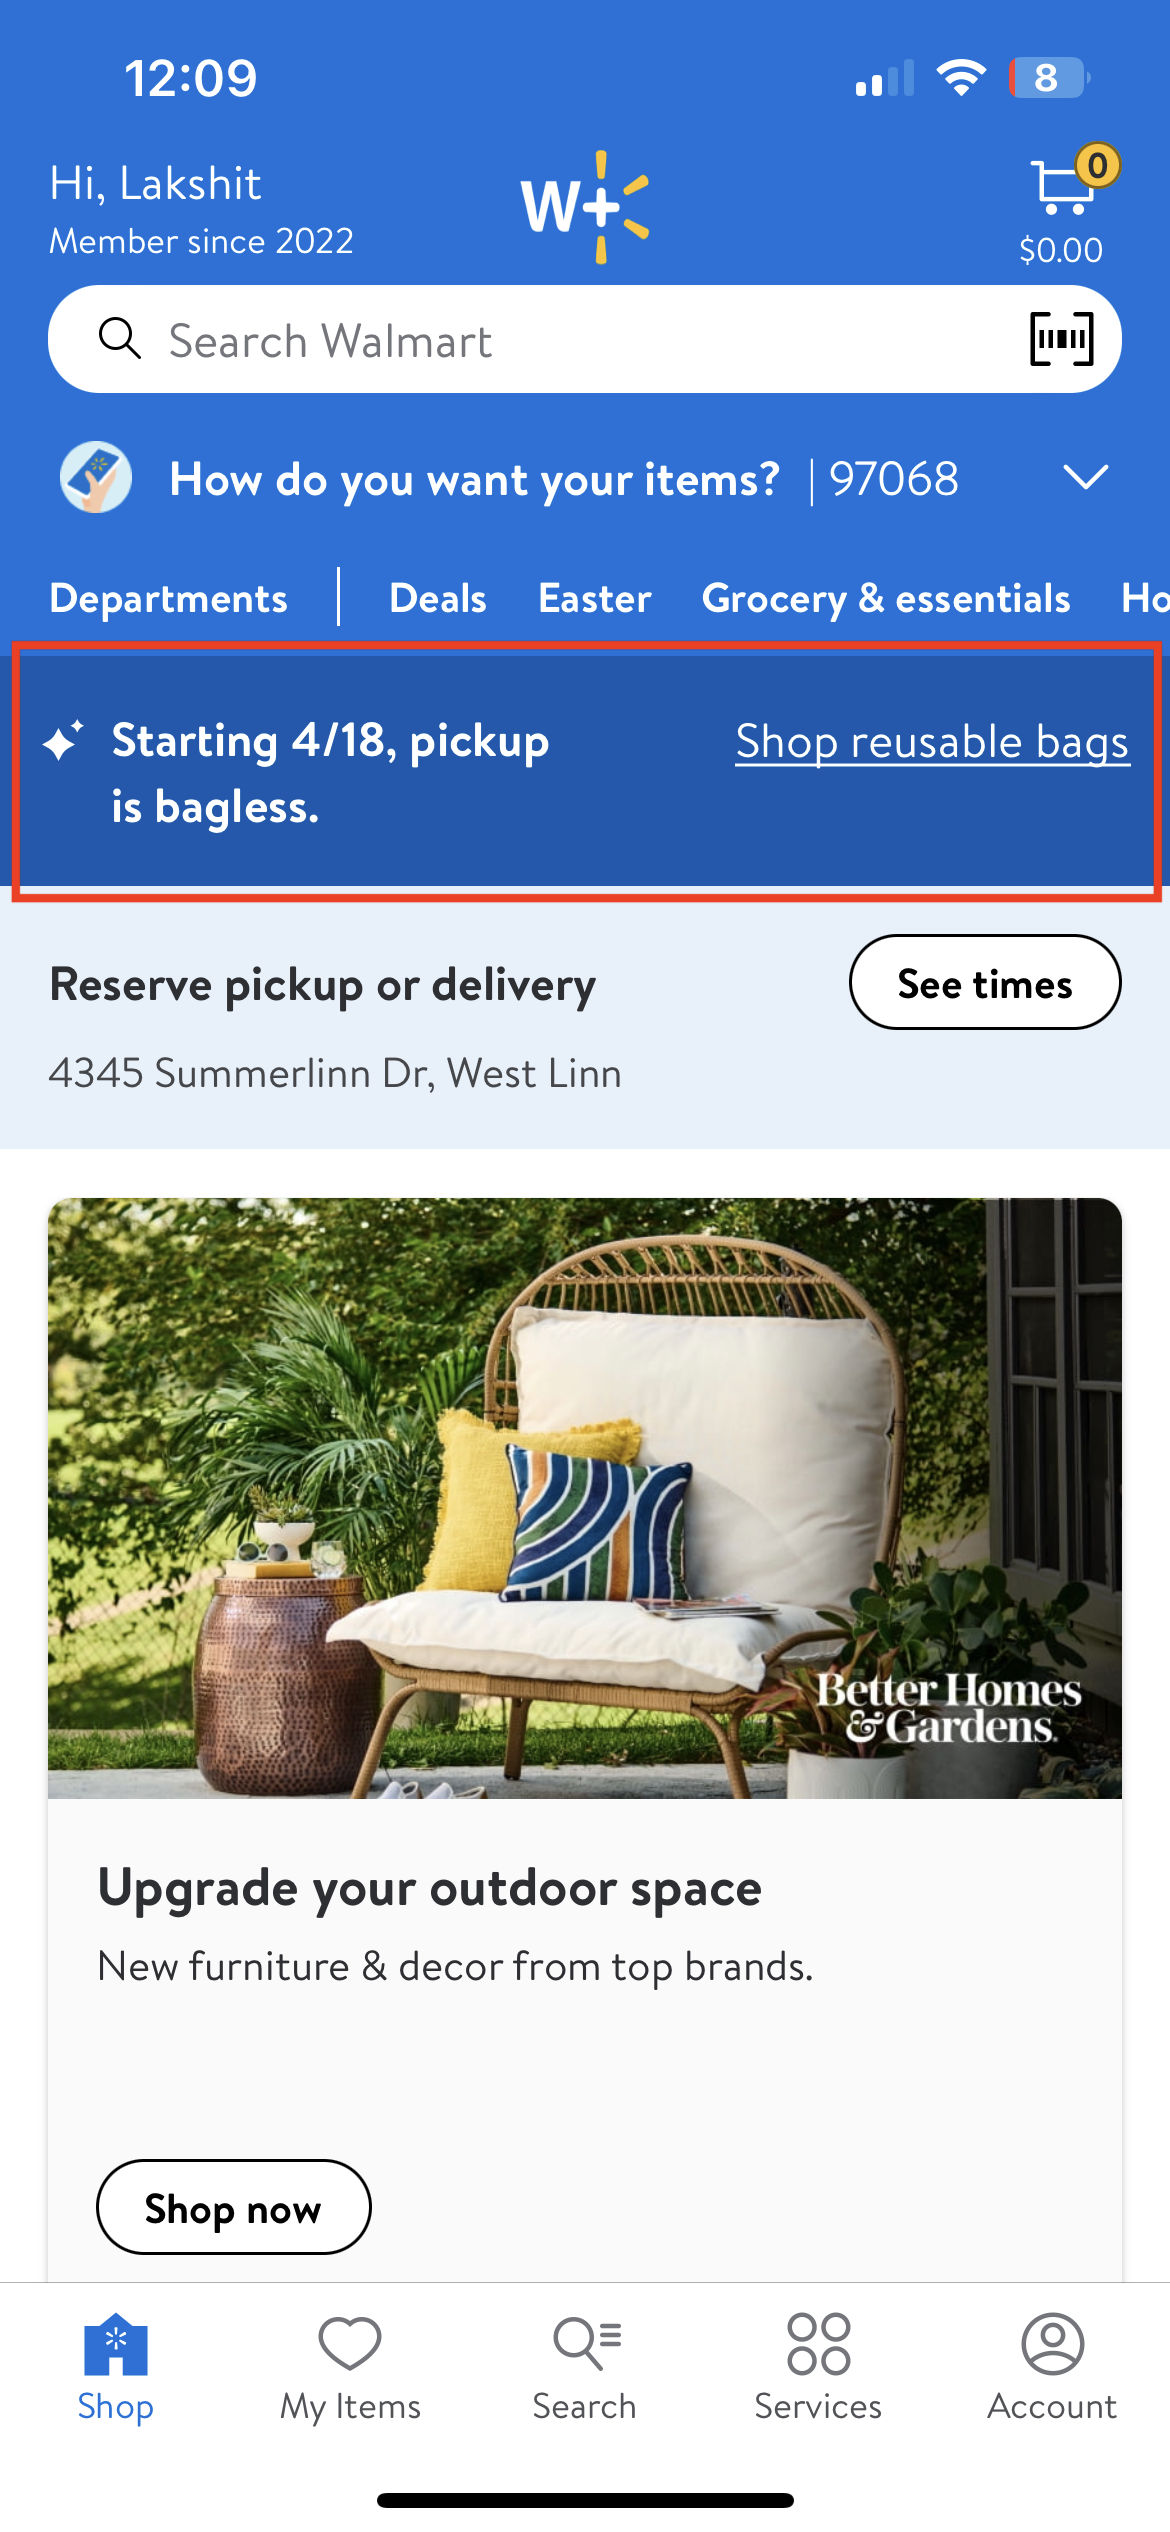 12:09
8
Hi, Lakshit
Member since 2022
W+
0
$0.00
Search Walmart
How do you want your items? | 97068
Departments | Deals Easter Grocery & essentials Ho
Starting 4/18, pickup
is bagless.
Shop reusable bags
Reserve pickup or delivery
See times
4345 Summerlinn Dr, West Linn
Better Homes
&Gardens.
Upgrade your outdoor space
New furniture & decor from top brands.
Shop now
Shop My Items Search Services Account